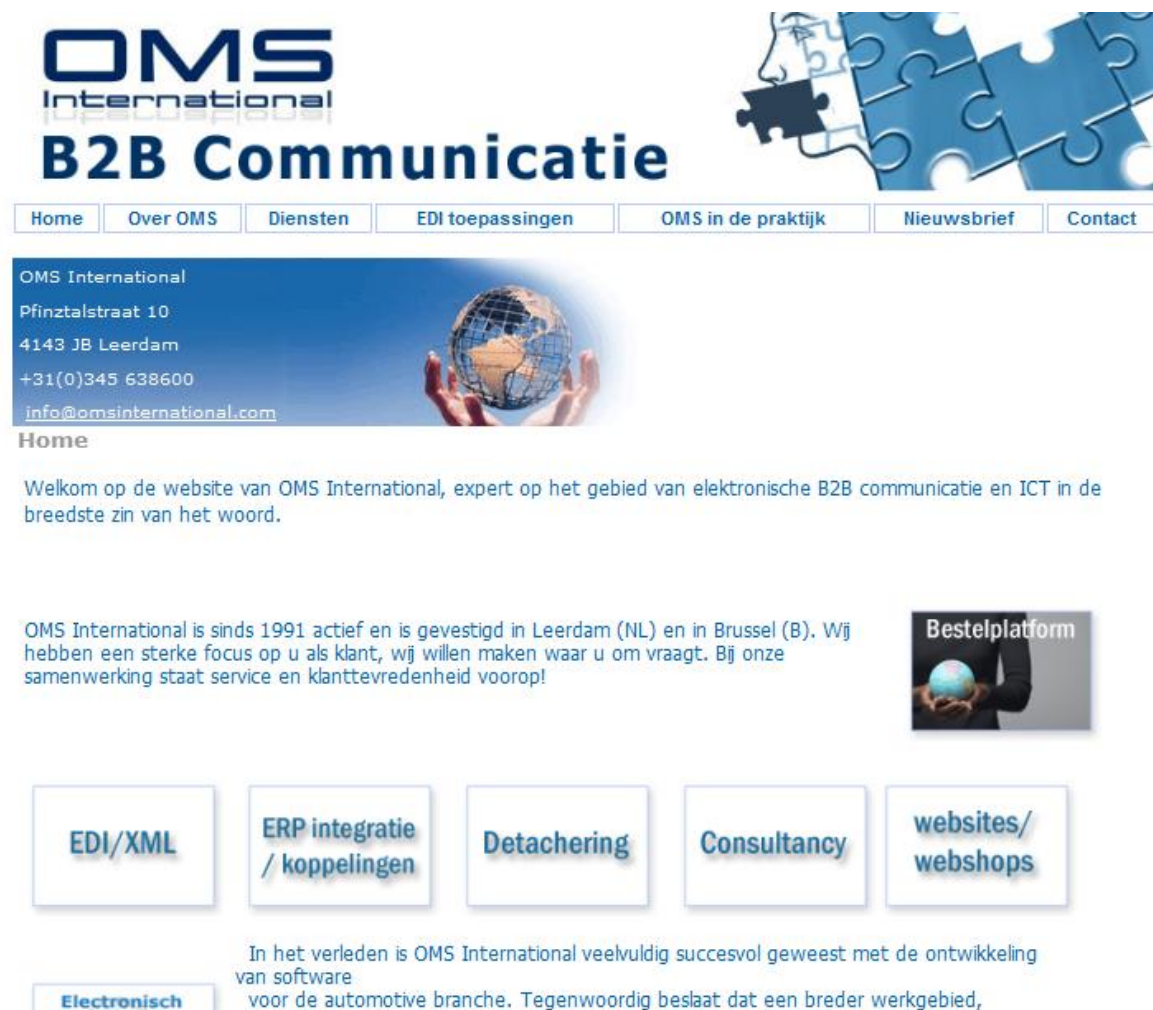 OMS
International
B2B Communicatie
Home Over OMS Diensten EDI toepassingen OMS in de praktijk Nieuwsbrief Contact
OMS International
Pfinztalstraat 10
4143 JB Leerdam
+31(0)345 638600
info@omsinternational.com
Home
Welkom op de website van OMS International, expert op het gebied van elektronische B2B communicatie en ICT in de
breedste zin van het woord.
OMS International is sinds 1991 actief en is gevestigd in Leerdam (NL) en in Brussel (B). Wij
hebben een sterke focus op u als klant, wij willen maken waar u om vraagt. Bij onze
samenwerking staat service en klanttevredenheid voorop!
Bestelplatform
EDI/XML
ERP integratie
/ koppelingen
Detachering
Consultancy
websites/
webshops
In het verleden is OMS International veelvuldig succesvol geweest met de ontwikkeling
van software
voor de automotive branche. Tegenwoordig beslaat dat een breder werkgebied,
Electronisch